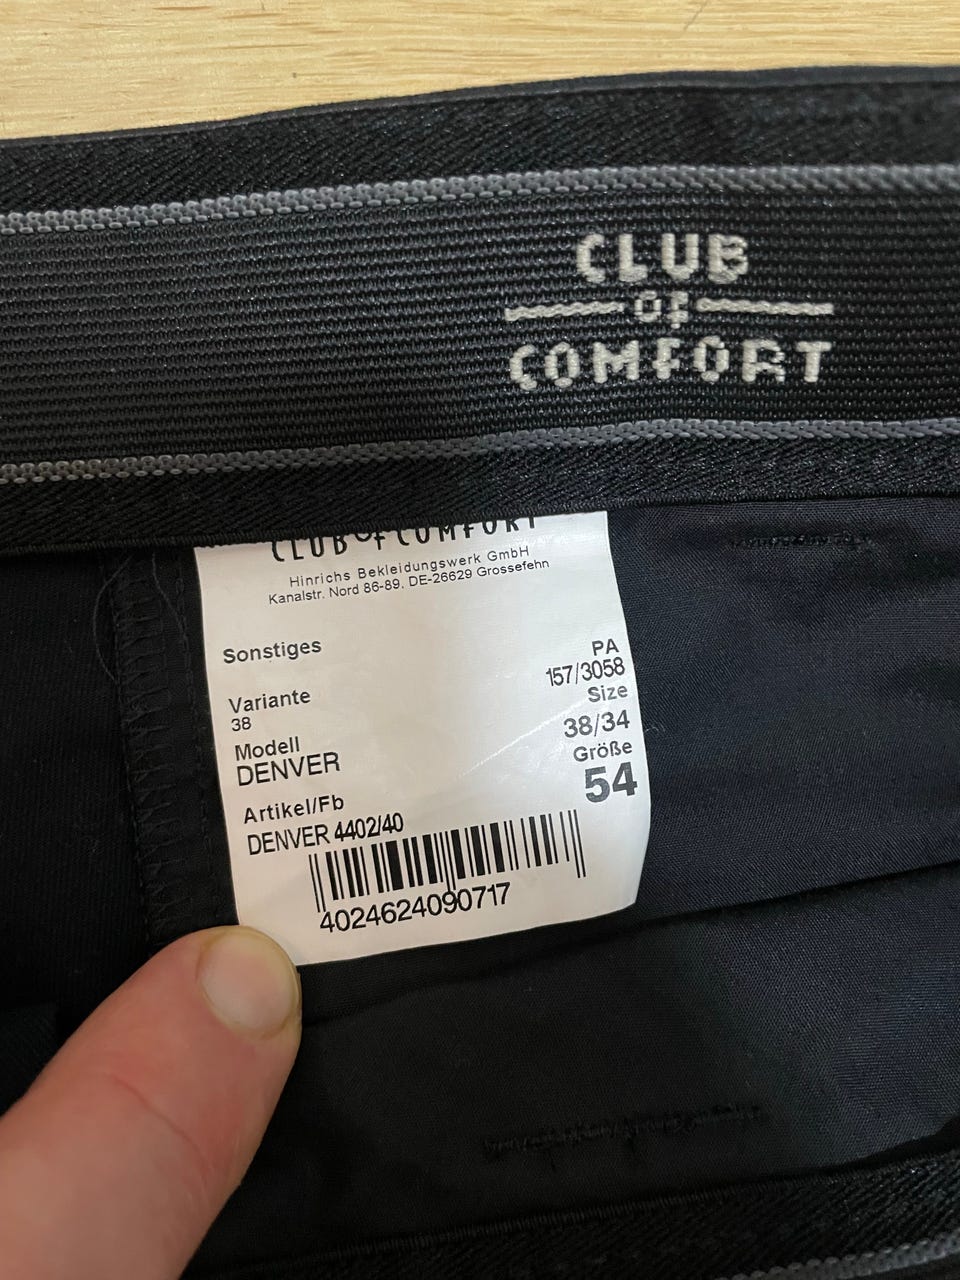 CLUB
of
COMFORT
CLUB OF COMFORT
Hinrichs Bekleidungswerk GmbH
Kanalstr. Nord 86-89. DE-26629 Grossefehn
Sonstiges
PA
157/3058
Variante
Size
38
38/34
Modell
Größe
DENVER
54
Artikel/Fb
DENVER 4402/40
4024624090717